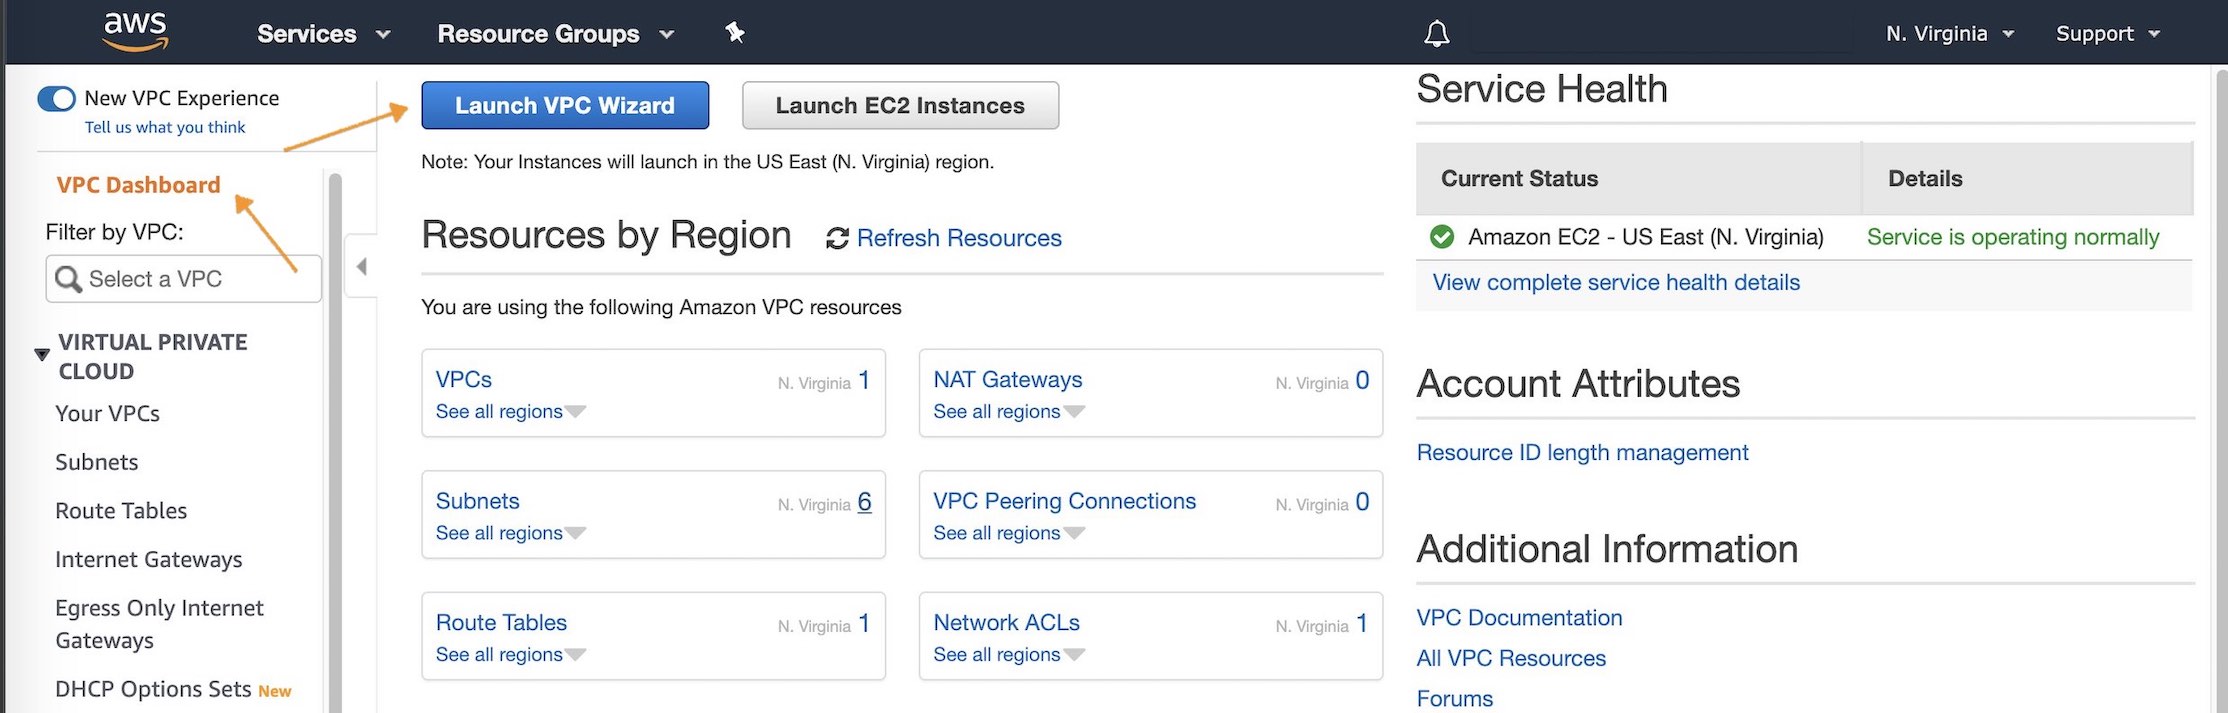 aws
Services
Resource Groups
N. Virginia
Support
New VPC Experience
Tell us what you think
VPC Dashboard
Filter by VPC:
Select a VPC
VIRTUAL PRIVATE
CLOUD
Your VPCs
Subnets
Route Tables
Internet Gateways
Egress Only Internet
Gateways
DHCP Options Sets New
Launch VPC Wizard
Launch EC2 Instances
Note: Your Instances will launch in the US East (N. Virginia) region.
Resources by Region
Refresh Resources
You are using the following Amazon VPC resources
VPCs
N. Virginia 1
See all regions
NAT Gateways
N. Virginia 0
See all regions
Subnets
N. Virginia 6
See all regions
VPC Peering Connections
N. Virginia 0
See all regions
Route Tables
N. Virginia 1
See all regions
Network ACLs
N. Virginia 1
See all regions
Service Health
Current Status
Details
Amazon EC2 - US East (N. Virginia)
Service is operating normally
View complete service health details
Account Attributes
Resource ID length management
Additional Information
VPC Documentation
All VPC Resources
Forums